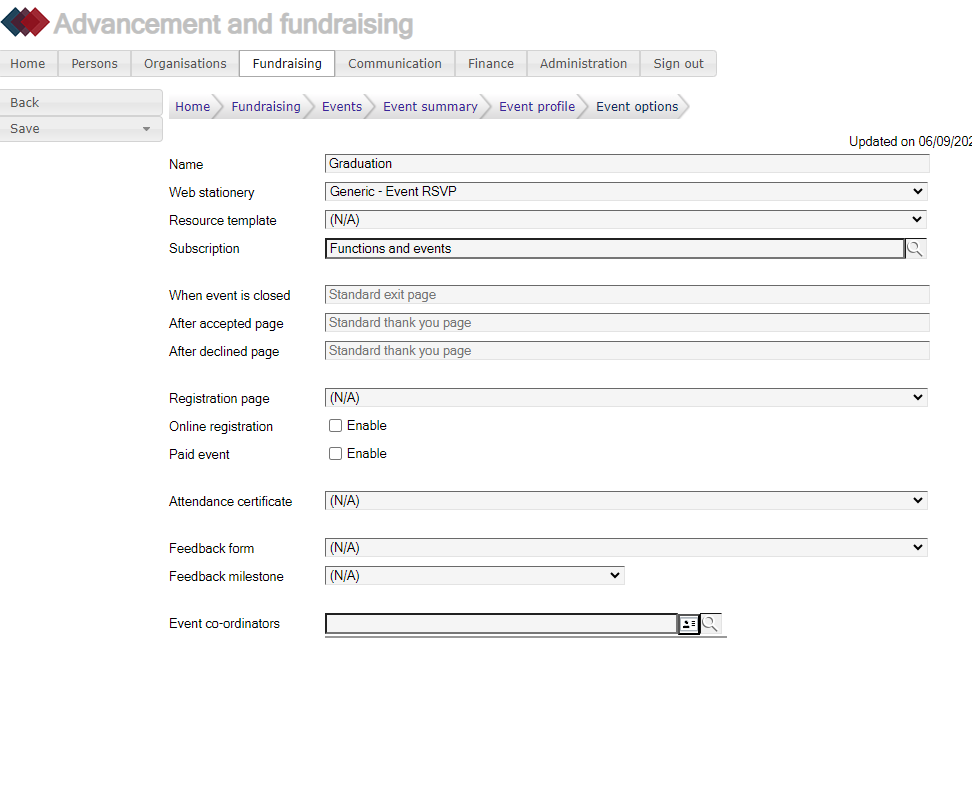 Advancement and fundraising
Home Persons Organisations Fundraising Communication Finance Administration Sign out
Back
Save
Home Fundraising Events Event summary Event profile Event options
Updated on 06/09/202
Name Graduation
Web stationery Generic - Event RSVP
Resource template (N/A)
Subscription Functions and events
When event is closed Standard exit page
After accepted page Standard thank you page
After declined page Standard thank you page
Registration page (N/A)
Online registration Enable
Paid event Enable
Attendance certificate (N/A)
Feedback form (N/A)
Feedback milestone (N/A)
Event co-ordinators